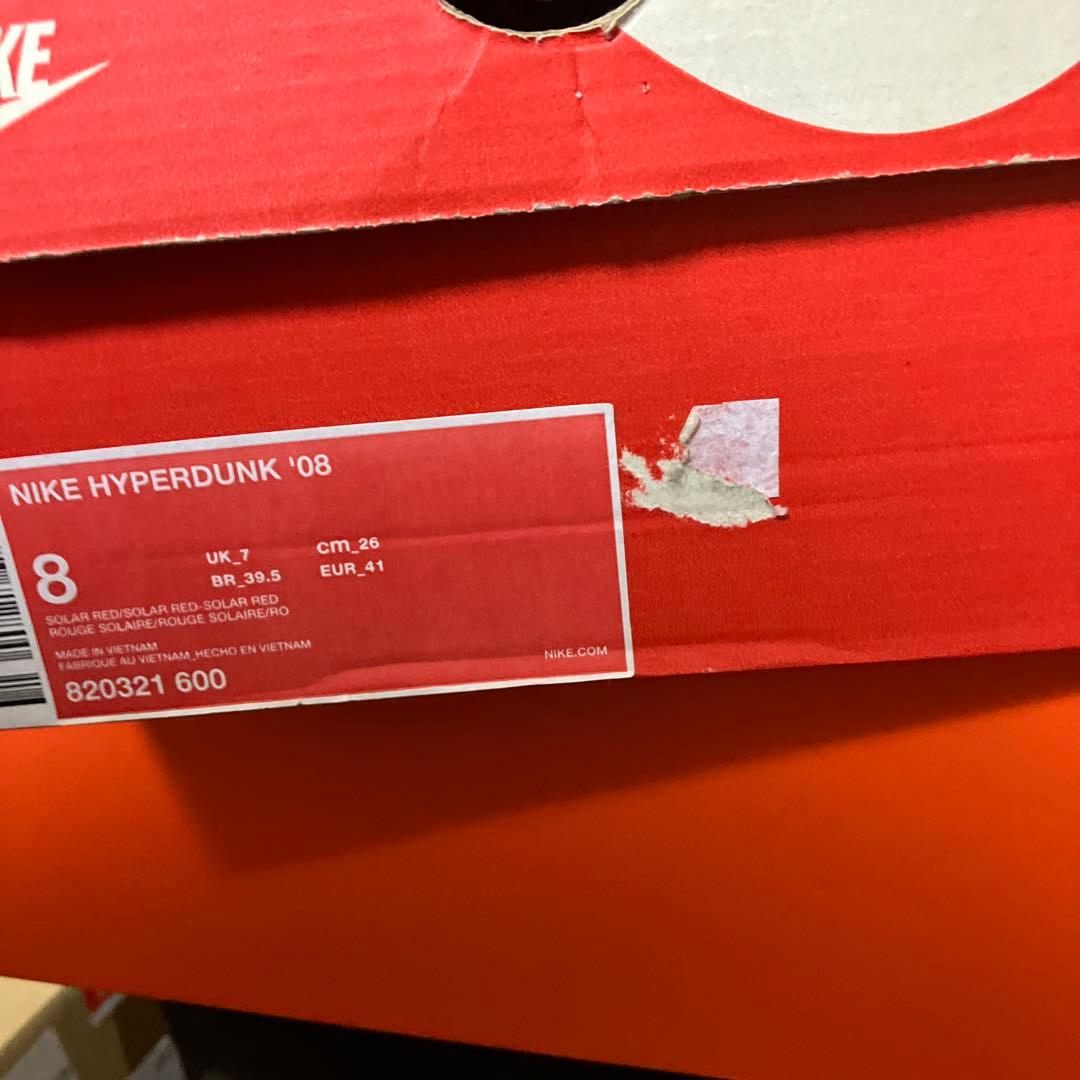 KE
NIKE HYPERDUNK '08
8
UK_7 cm_26
BR_39.5 EUR_41
SOLAR RED/SOLAR RED-SOLAR RED
ROUGE SOLAIRE/ROUGE SOLAIRE/RO
MADE IN VIETNAM
FABRIQUE AU VIETNAM_HECHO EN VIETNAM
NIKE.COM
820321 600